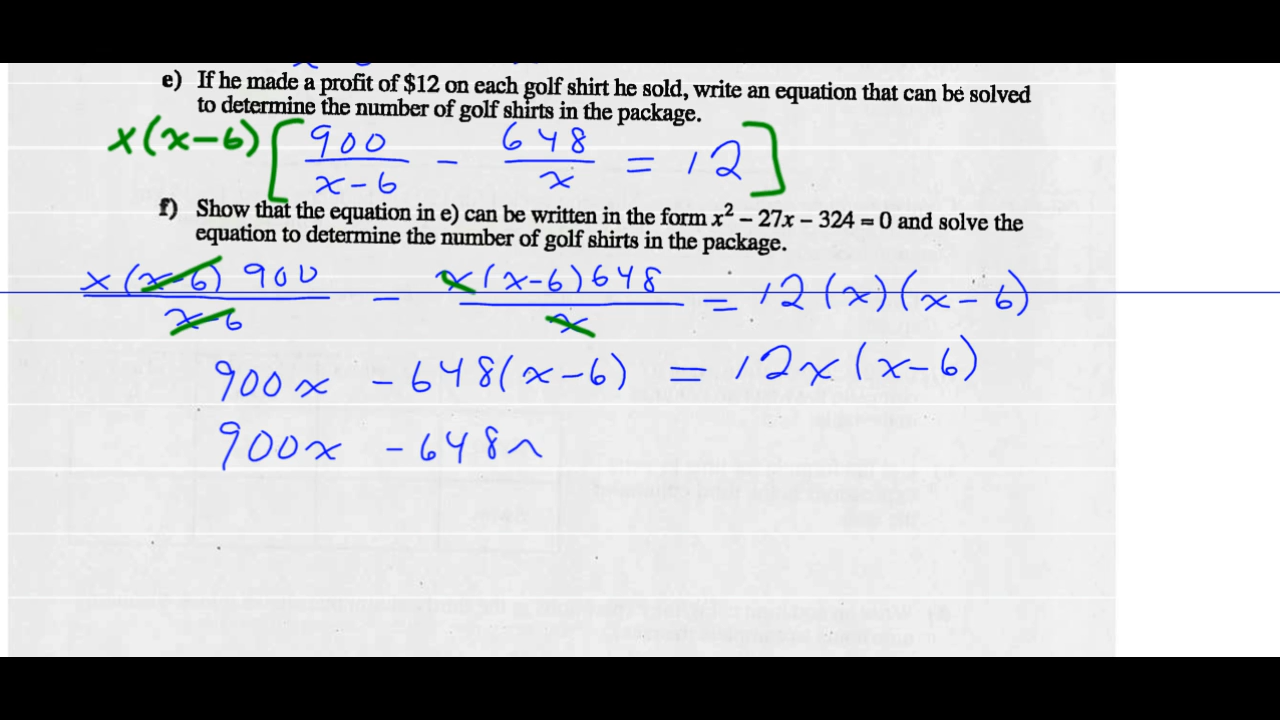 e) If he made a profit of $12 on each golf shirt he sold, write an equation that can be solved
to determine the number of golf shirts in the package.
x(x-6) [ 900/(x-6) - 648/x = 12 ]
f) Show that the equation in e) can be written in the form x² – 27x – 324 = 0 and solve the
equation to determine the number of golf shirts in the package.
x(x-6)900/(x-6) - x(x-6)648/x = 12(x)(x-6)
900x - 648(x-6) = 12x(x-6)
900x - 648